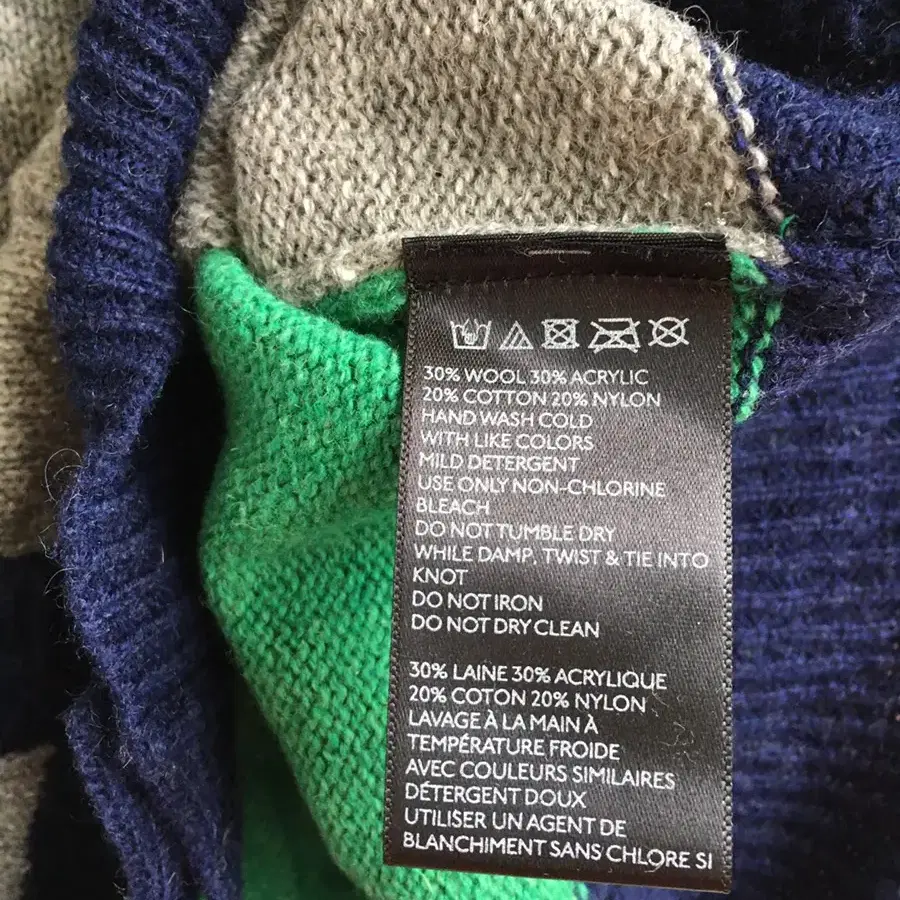 30% WOOL 30% ACRYLIC
20% COTTON 20% NYLON
HAND WASH COLD
WITH LIKE COLORS
MILD DETERGENT
USE ONLY NON-CHLORINE
BLEACH
DO NOT TUMBLE DRY
WHILE DAMP, TWIST & TIE INTO
KNOT
DO NOT IRON
DO NOT DRY CLEAN
30% LAINE 30% ACRYLIQUE
20% COTON 20% NYLON
LAVAGE À LA MAIN À
TEMPÉRATURE FROIDE
AVEC COULEURS SIMILAIRES
DÉTERGENT DOUX
UTILISER UN AGENT DE
BLANCHIMENT SANS CHLORE SI